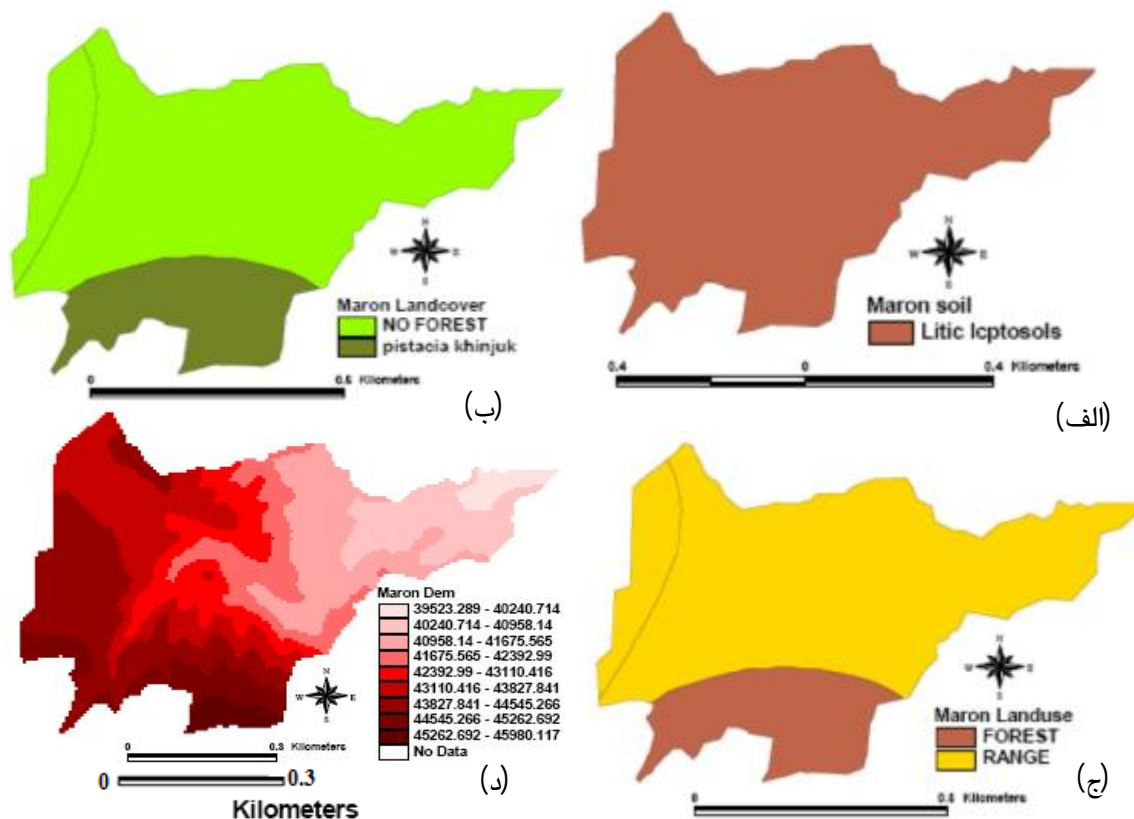 N
W E
S
Maron Landcover
NO FOREST
pistacia khinjuk
0 0.5 Kilometers
(ب)
N
W E
S
Maron soil
Litic lcptosols
0.4 0 0.4 Kilometers
(الف)
Maron Dem
39523.289 - 40240.714
40240.714 - 40958.14
40958.14 - 41675.565
41675.565 - 42392.99
42392.99 - 43110.416
43110.416 - 43827.841
43827.841 - 44545.266
44545.266 - 45262.692
45262.692 - 45980.117
No Data
N
W E
S
0 0.3 Kilometers
0 0.3
Kilometers
(د)
N
W E
S
Maron Landuse
FOREST
RANGE
0 0.5 Kilometers
(ج)